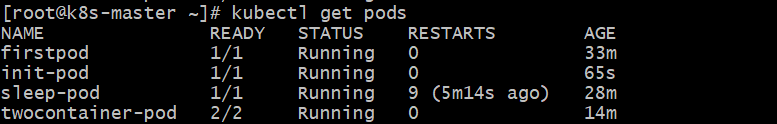 [root@k8s-master ~]# kubectl get pods
NAME READY STATUS RESTARTS AGE
firstpod 1/1 Running 0 33m
init-pod 1/1 Running 0 65s
sleep-pod 1/1 Running 9 (5m14s ago) 28m
twocontainer-pod 2/2 Running 0 14m